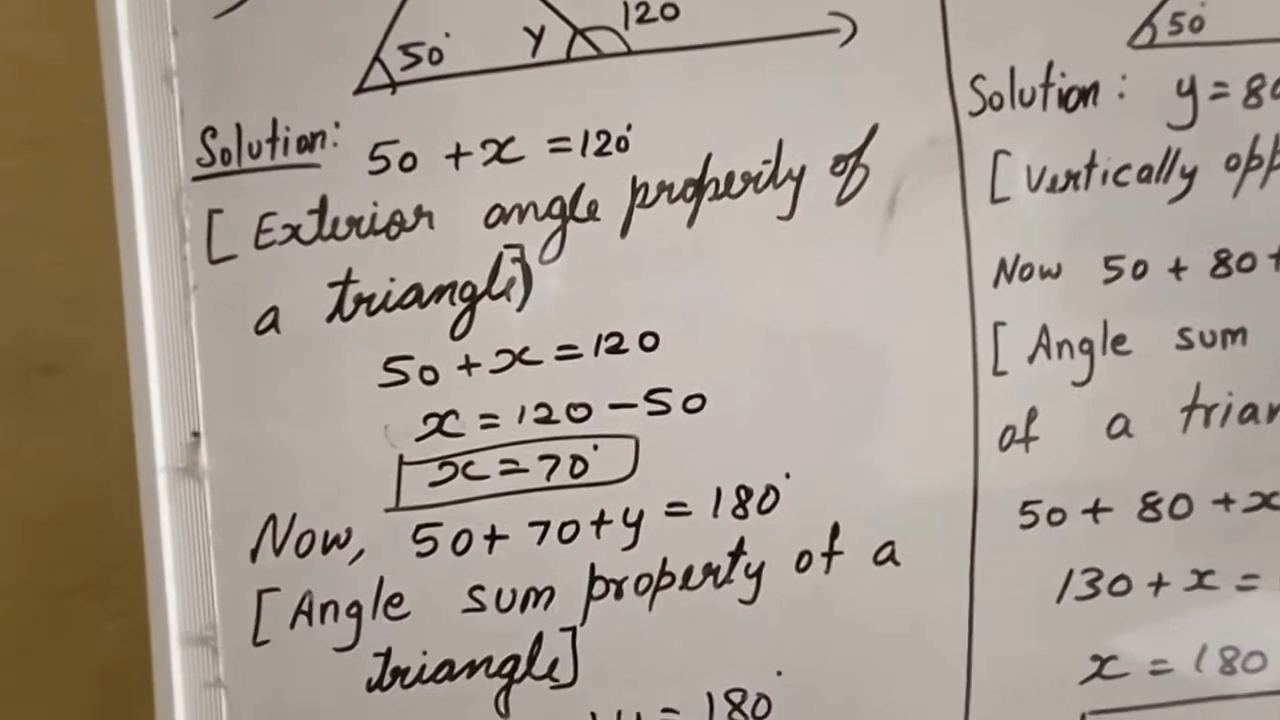 50°
y
120
Solution: 50 + x = 120°
[Exterior angle property of
a triangle]
50 + x = 120
x = 120 - 50
x = 70°
Now, 50 + 70 + y = 180°
[Angle sum property of a
triangle]
y = 180°
50
Solution: y = 80
[Vertically opp
Now 50 + 80 +
[Angle sum
of a trian
50 + 80 + x
130 + x =
x = 180